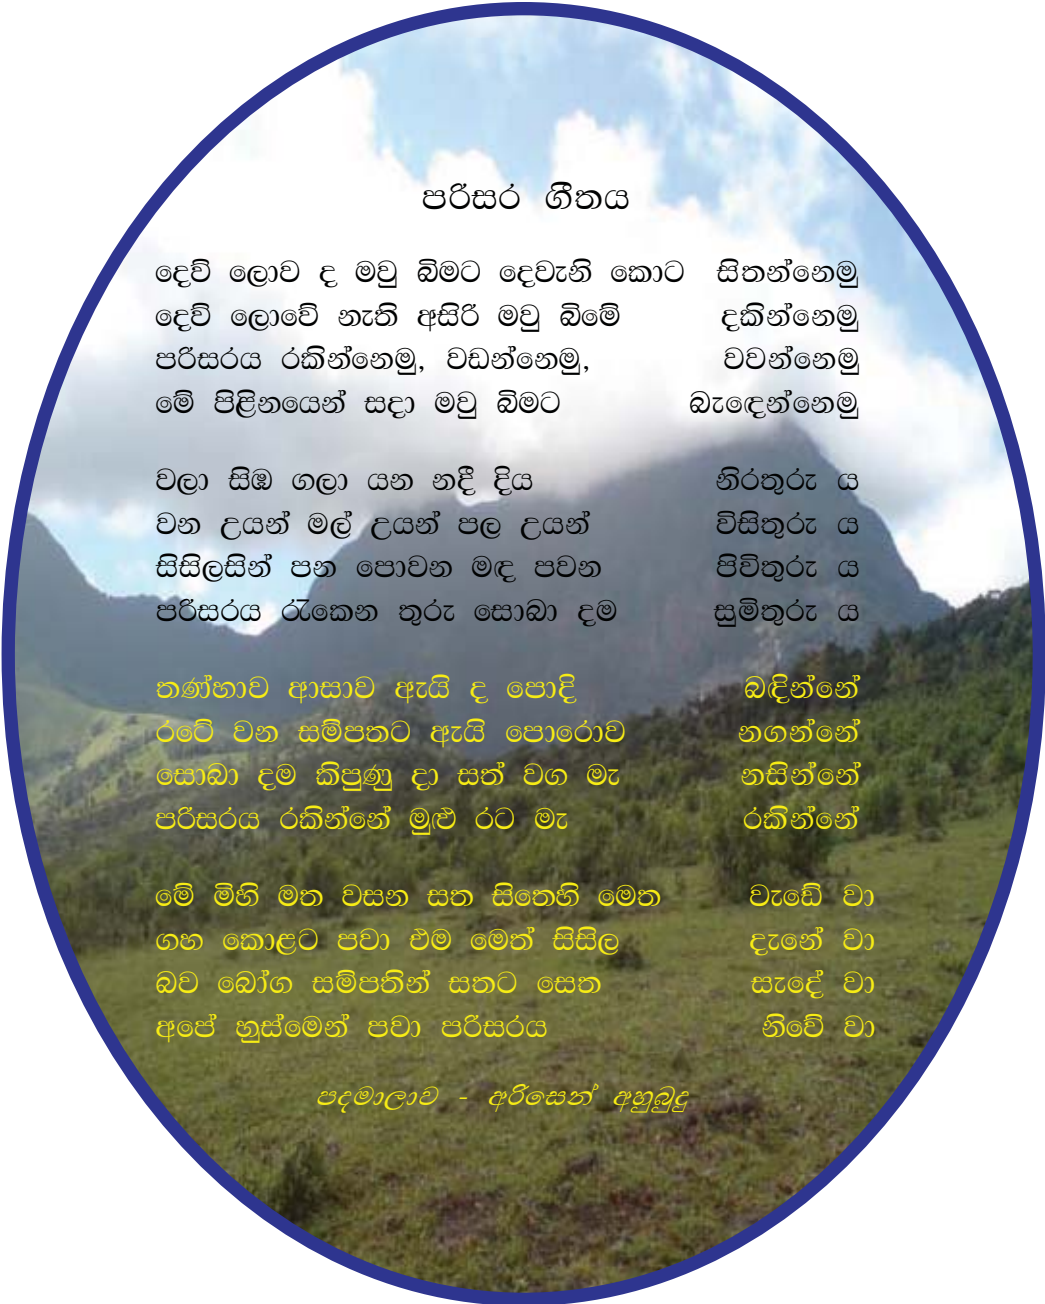 පරිසර ගීතය
දෙව් ලොව ද මවු බිමට දෙවැනි කොට සිතන්නෙමු
දෙව් ලොවේ නැති අසිරි මවු බිමේ දකින්නෙමු
පරිසරය රකින්නෙමු, වඩන්නෙමු, වවන්නෙමු
මේ පිළිනයෙන් සදා මවු බිමට බැඳෙන්නෙමු
වලා සිඹ ගලා යන නදී දිය නිරතුරු ය
වන උයන් මල් උයන් පල උයන් විසිතුරු ය
සිසිලසින් පන පොවන මඳ පවන පිවිතුරු ය
පරිසරය රැකෙන තුරු සොබා දම සුමිතුරු ය
තණ්හාව ආසාව ඇයි ද පොදි බඳින්නේ
රටේ වන සම්පතට ඇයි පොරොව නගන්නේ
සොබා දම කිපුණු දා සත් වග මැ නසින්නේ
පරිසරය රකින්නේ මුළු රට මැ රකින්නේ
මේ මිහි මත වසන සත සිතෙහි මෙත වැඩේ වා
ගහ කොළට පවා එම මෙත් සිසිල දැනේ වා
බව බෝග සම්පතින් සතට සෙත සැදේ වා
අපේ හුස්මෙන් පවා පරිසරය නිවේ වා
පදමාලාව - අරිසෙන් අහුබුදු